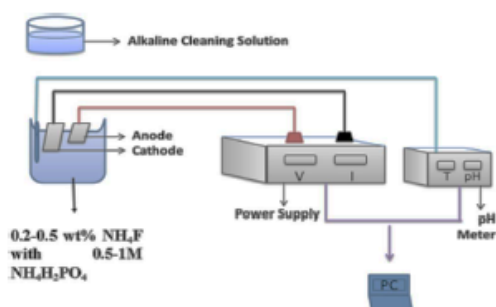 Alkaline Cleaning Solution
Anode
Cathode
V I
T pH
Power Supply
pH
Meter
0.2-0.5 wt% NH₄F
with 0.5-1M
NH₄H₂PO₄
PC